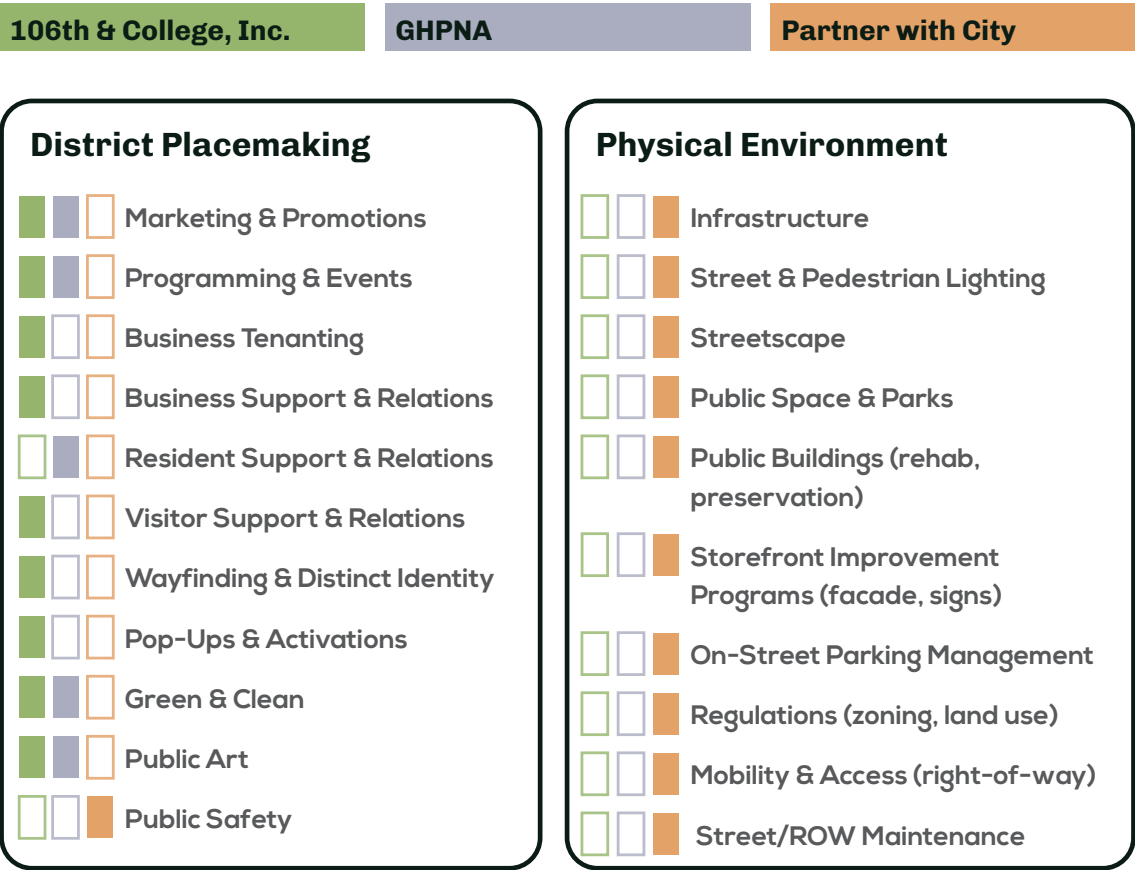 106th & College, Inc.
GHPNA
Partner with City
District Placemaking
Marketing & Promotions
Programming & Events
Business Tenanting
Business Support & Relations
Resident Support & Relations
Visitor Support & Relations
Wayfinding & Distinct Identity
Pop-Ups & Activations
Green & Clean
Public Art
Public Safety
Physical Environment
Infrastructure
Street & Pedestrian Lighting
Streetscape
Public Space & Parks
Public Buildings (rehab,
preservation)
Storefront Improvement
Programs (facade, signs)
On-Street Parking Management
Regulations (zoning, land use)
Mobility & Access (right-of-way)
Street/ROW Maintenance